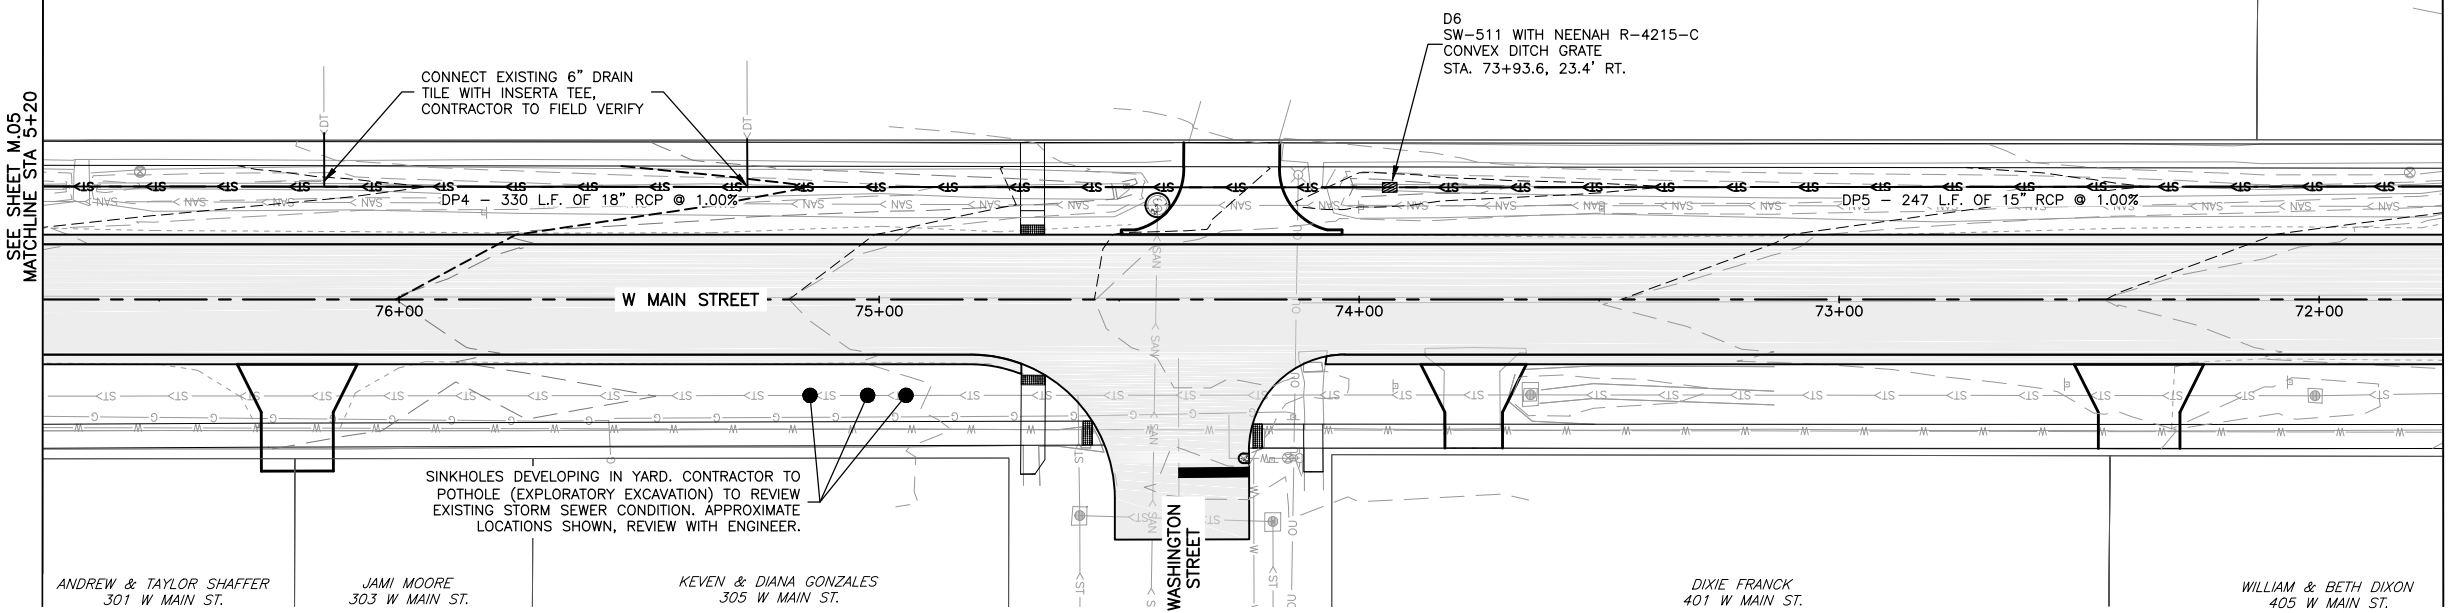 SEE SHEET M.05
MATCHLINE STA 5+20
CONNECT EXISTING 6" DRAIN
TILE WITH INSERTA TEE,
CONTRACTOR TO FIELD VERIFY
D6
SW-511 WITH NEENAH R-4215-C
CONVEX DITCH GRATE
STA. 73+93.6, 23.4' RT.
DP4 - 330 L.F. OF 18" RCP @ 1.00%
DP5 - 247 L.F. OF 15" RCP @ 1.00%
W MAIN STREET
76+00
75+00
74+00
73+00
72+00
SINKHOLES DEVELOPING IN YARD. CONTRACTOR TO
POTHOLE (EXPLORATORY EXCAVATION) TO REVIEW
EXISTING STORM SEWER CONDITION. APPROXIMATE
LOCATIONS SHOWN, REVIEW WITH ENGINEER.
WASHINGTON
STREET
ANDREW & TAYLOR SHAFFER
301 W MAIN ST.
JAMI MOORE
303 W MAIN ST.
KEVEN & DIANA GONZALES
305 W MAIN ST.
DIXIE FRANCK
401 W MAIN ST.
WILLIAM & BETH DIXON
405 W MAIN ST.